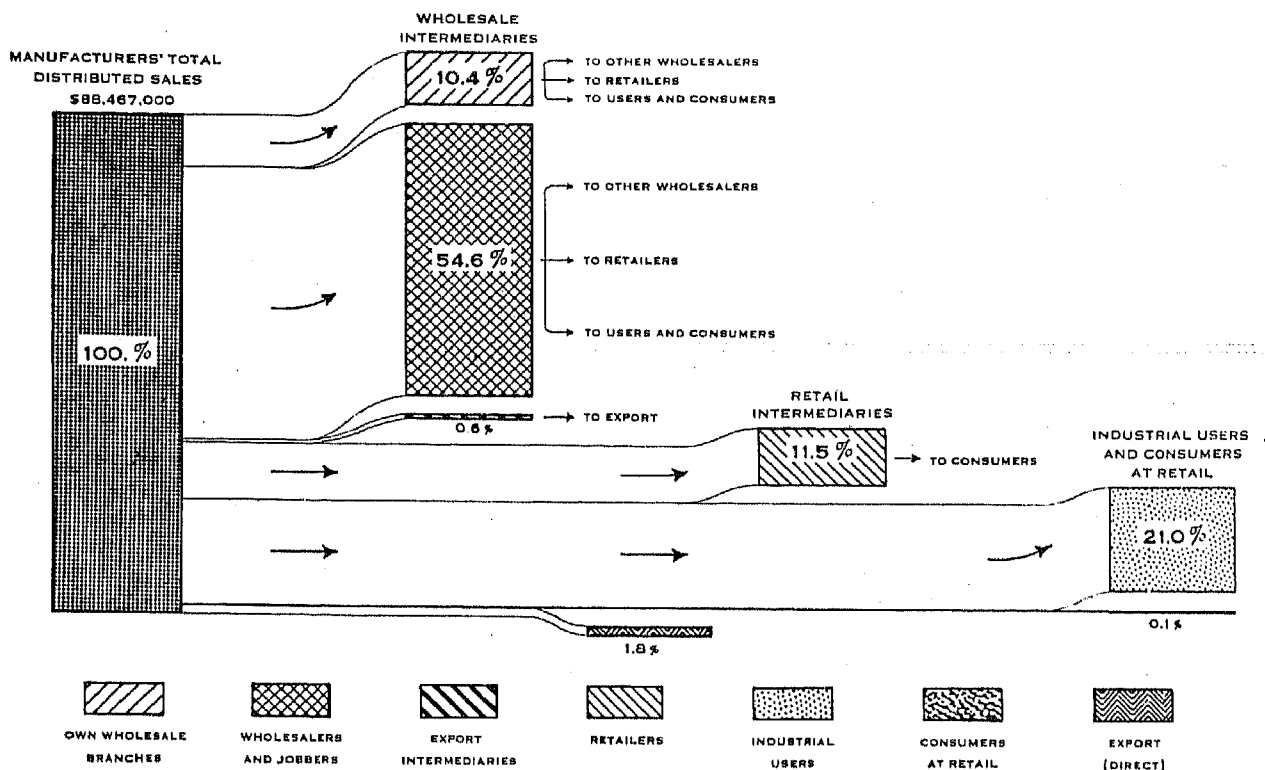 WHOLESALE
INTERMEDIARIES
MANUFACTURERS' TOTAL
DISTRIBUTED SALES
$88,467,000
10.4 %
TO OTHER WHOLESALERS
TO RETAILERS
TO USERS AND CONSUMERS
54.6 %
TO OTHER WHOLESALERS
TO RETAILERS
TO USERS AND CONSUMERS
100. %
0.6 %
TO EXPORT
RETAIL
INTERMEDIARIES
11.5 %
TO CONSUMERS
INDUSTRIAL USERS
AND CONSUMERS
AT RETAIL
21.0 %
0.1 %
1.8 %
OWN WHOLESALE
BRANCHES
WHOLESALERS
AND JOBBERS
EXPORT
INTERMEDIARIES
RETAILERS
INDUSTRIAL
USERS
CONSUMERS
AT RETAIL
EXPORT
(DIRECT)